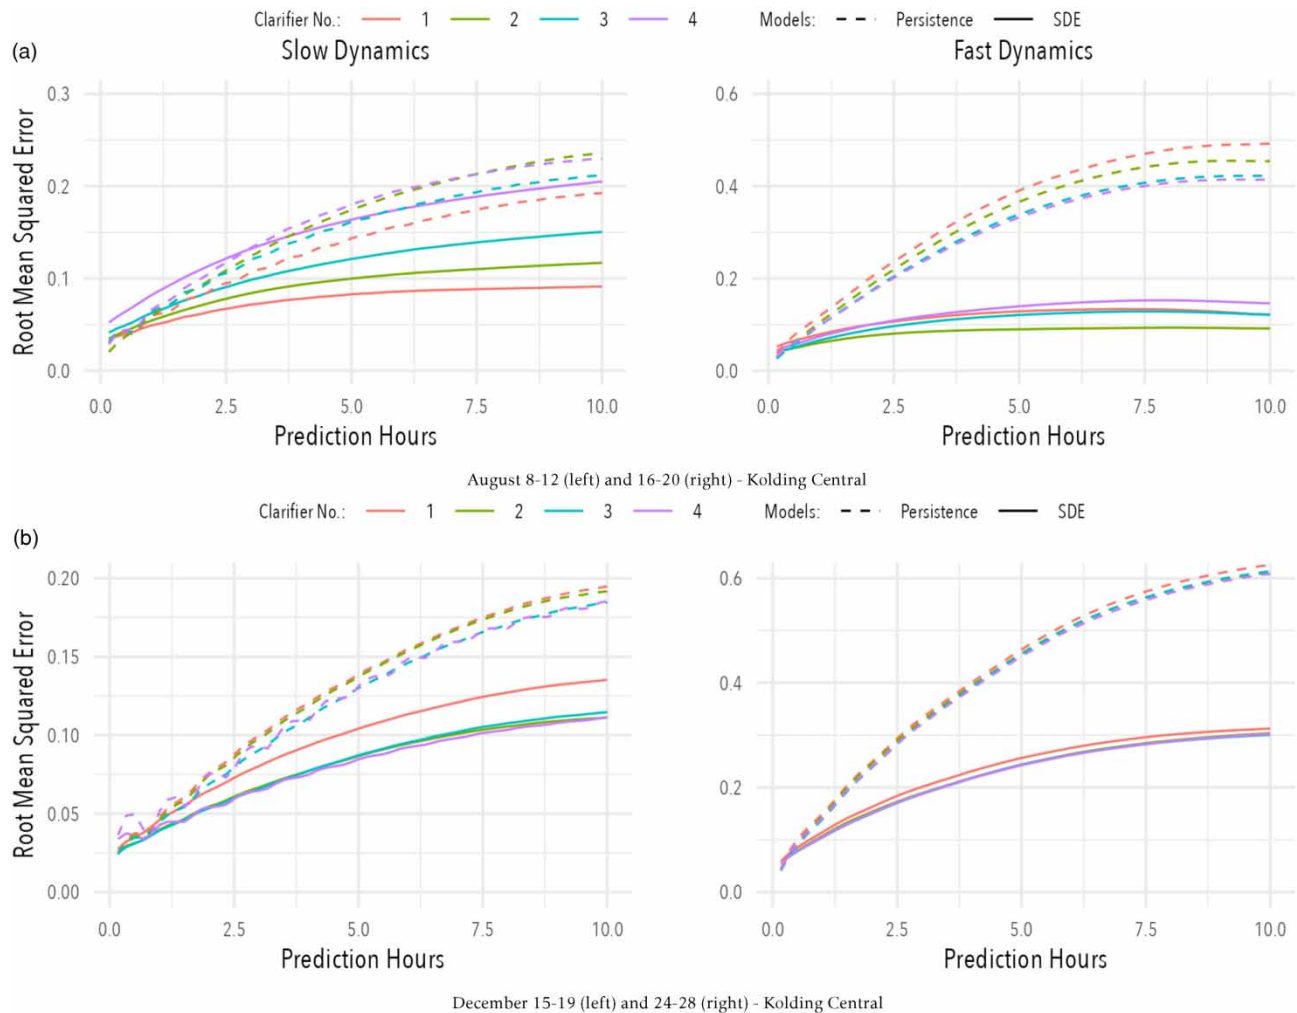 Clarifier No.: 1 2 3 4 Models: Persistence SDE
(a) Slow Dynamics Fast Dynamics
Root Mean Squared Error
0.3
0.2
0.1
0.0
0.0 2.5 5.0 7.5 10.0
Prediction Hours
0.6
0.4
0.2
0.0
0.0 2.5 5.0 7.5 10.0
Prediction Hours
August 8-12 (left) and 16-20 (right) - Kolding Central
Clarifier No.: 1 2 3 4 Models: Persistence SDE
(b)
Root Mean Squared Error
0.20
0.15
0.10
0.05
0.00
0.0 2.5 5.0 7.5 10.0
Prediction Hours
0.6
0.4
0.2
0.0
0.0 2.5 5.0 7.5 10.0
Prediction Hours
December 15-19 (left) and 24-28 (right) - Kolding Central